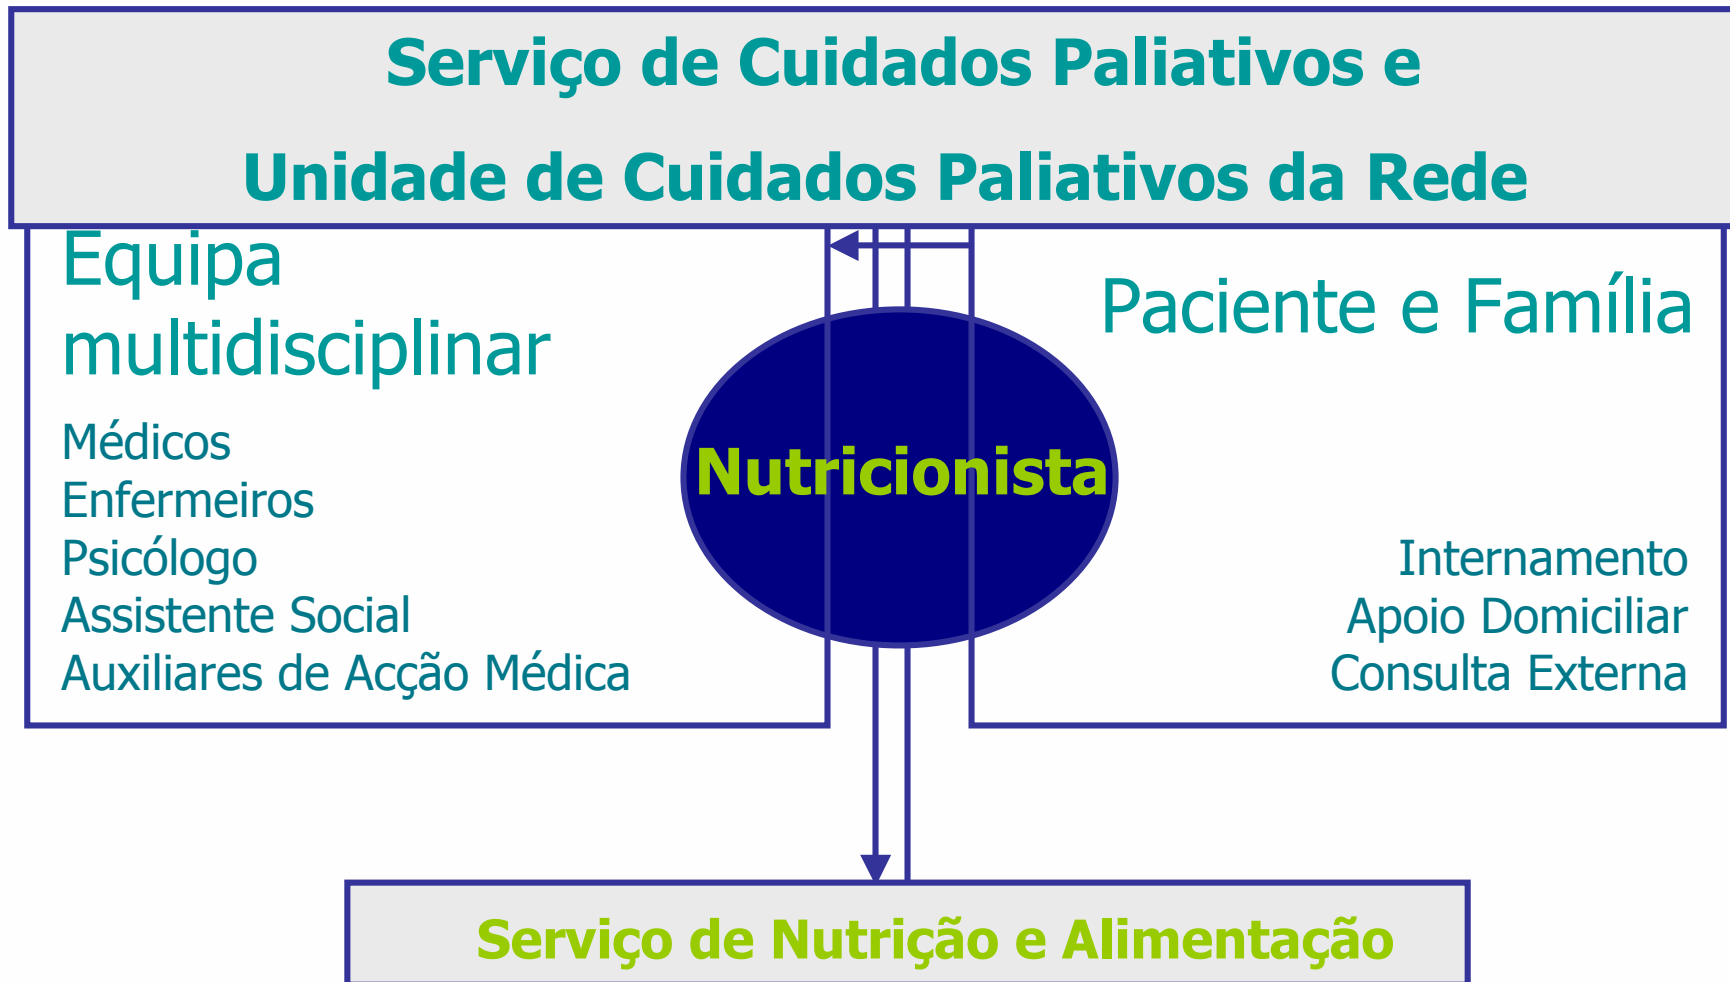 Serviço de Cuidados Paliativos e
Unidade de Cuidados Paliativos da Rede
Equipa
multidisciplinar
Médicos
Enfermeiros
Psicólogo
Assistente Social
Auxiliares de Acção Médica
Nutricionista
Paciente e Família
Internamento
Apoio Domiciliar
Consulta Externa
Serviço de Nutrição e Alimentação